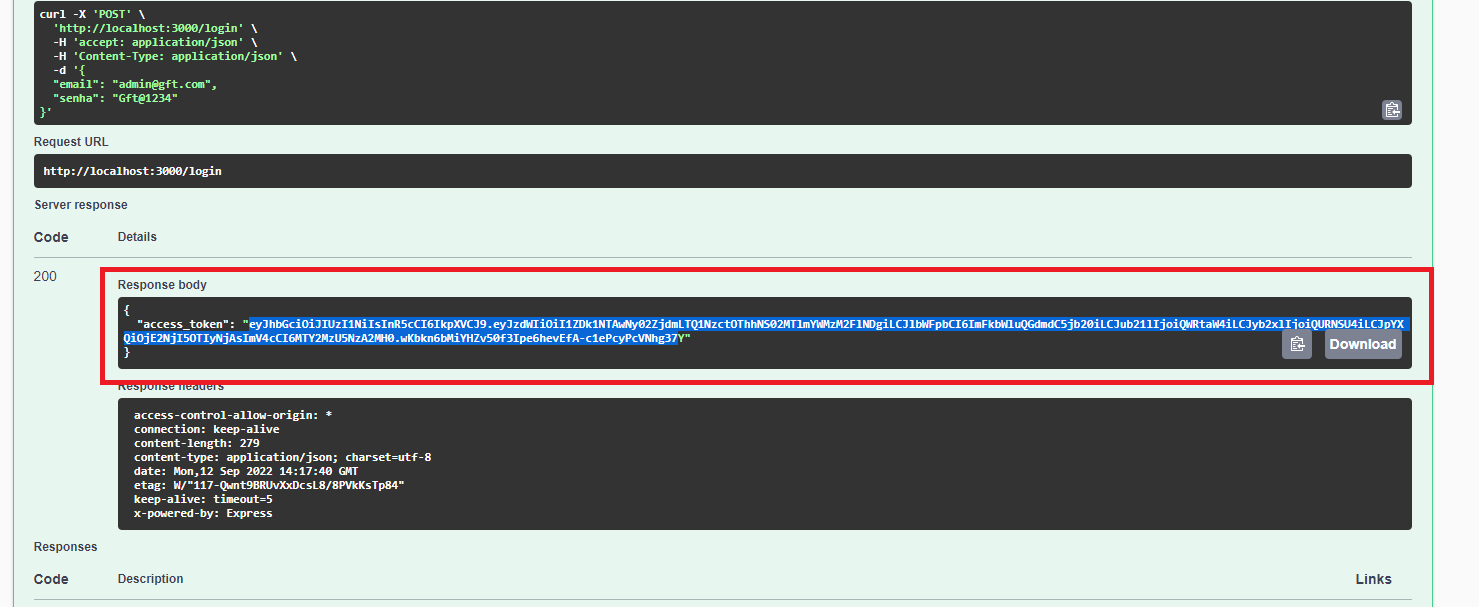 curl -X 'POST' \
'http://localhost:3000/login' \
-H 'accept: application/json' \
-H 'Content-Type: application/json' \
-d '{
"email": "admin@gft.com",
"senha": "Gft@1234"
}'
Request URL
http://localhost:3000/login
Server response
Code Details
200
Response body
{
"access_token": "eyJhbGciOiJIUzI1NiIsInR5cCI6IkpXVCJ9.eyJzdWIiOiI1ZDk1NTAwNy02ZjdmLTQ1NzctOThhNS02MTlmYWMzM2FlNDgiLCJlbWFpbCI6ImFkbWluQGdmdC5jb20iLCJub21lIjoiQWRtaW4iLCJyb2xlIjoiQURNSU4iLCJpYX
QiOjE2NjI5OTIyNjAsImV4cCI6MTY2MzU5NzA2MH0.wKbkn6bMiYHZv50f3Ipe6hevEfA-c1ePcyPcVNhg37Y"
}
Download
Response headers
access-control-allow-origin: *
connection: keep-alive
content-length: 279
content-type: application/json; charset=utf-8
date: Mon,12 Sep 2022 14:17:40 GMT
etag: W/"117-Qwnt9BRUvXxDcsL8/8PVkKsTp84"
keep-alive: timeout=5
x-powered-by: Express
Responses
Code Description Links